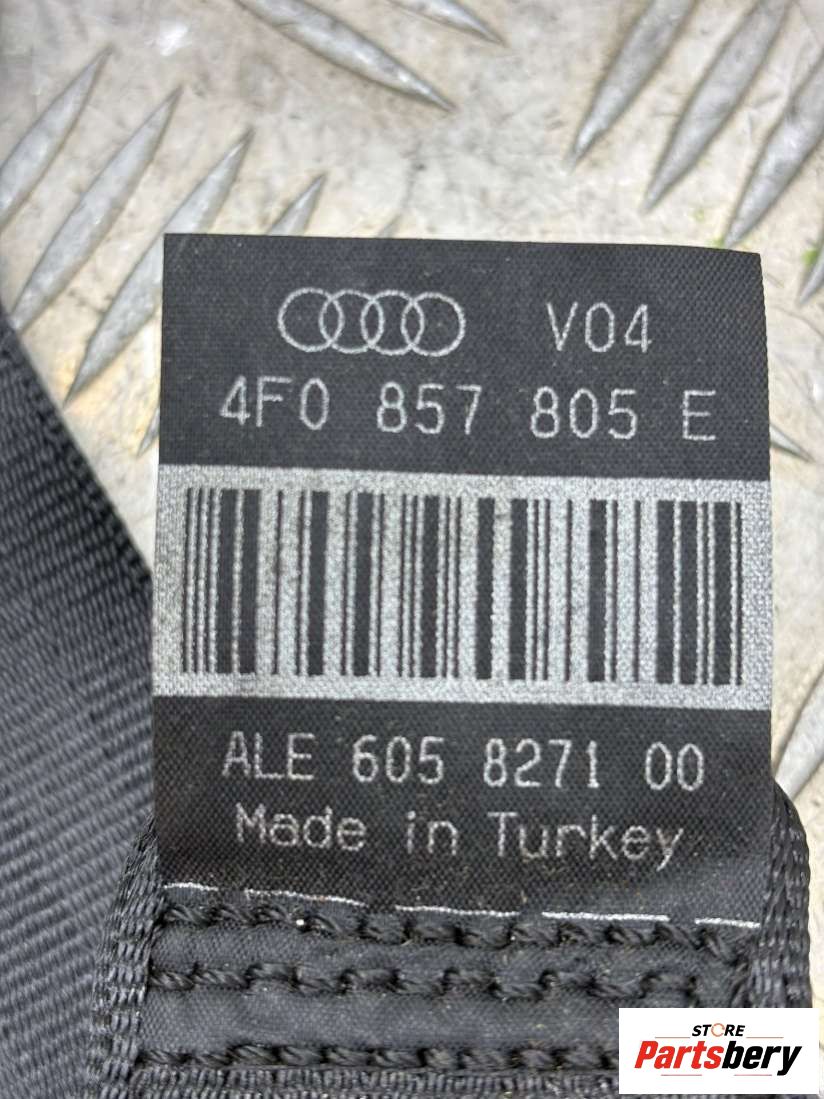 V04
4F0 857 805 E
ALE 605 8271 00
Made in Turkey
STORE
Partsbery